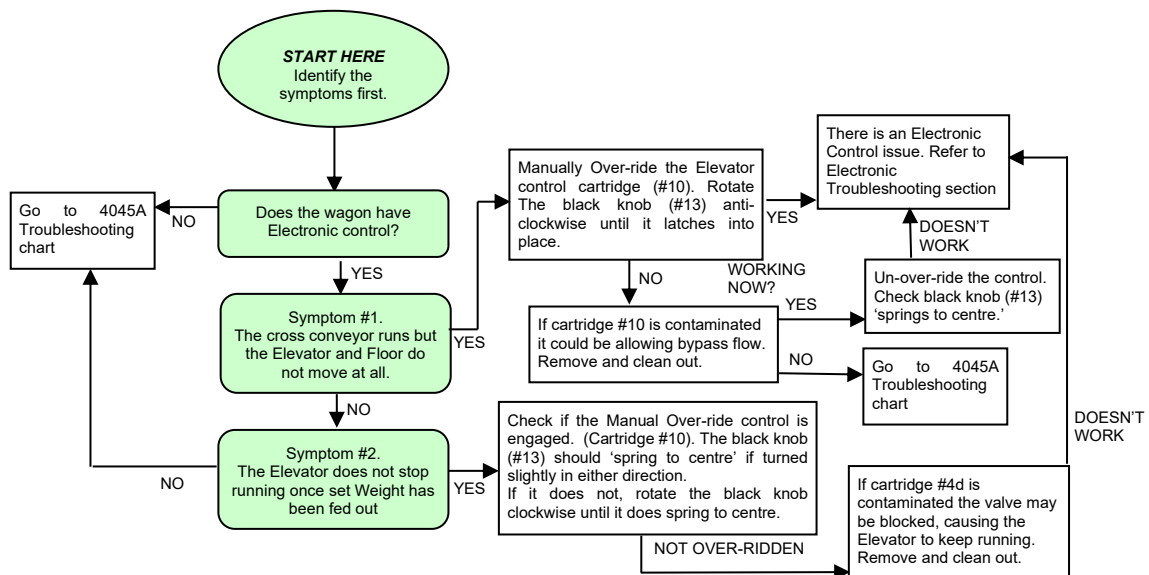 START HERE
Identify the
symptoms first.
Does the wagon have
Electronic control?
NO
Go to 4045A
Troubleshooting
chart
YES
Symptom #1.
The cross conveyor runs but
the Elevator and Floor do
not move at all.
YES
Manually Over-ride the Elevator
control cartridge (#10). Rotate
The black knob (#13) anti-
clockwise until it latches into
place.
YES
There is an Electronic
Control issue. Refer to
Electronic
Troubleshooting section
NO
WORKING
NOW?
If cartridge #10 is contaminated
it could be allowing bypass flow.
Remove and clean out.
YES
Un-over-ride the control.
Check black knob (#13)
‘springs to centre.’
DOESN’T
WORK
NO
Go to 4045A
Troubleshooting
chart
NO
Symptom #2.
The Elevator does not stop
running once set Weight has
been fed out
NO
YES
Check if the Manual Over-ride control is
engaged. (Cartridge #10). The black knob
(#13) should ‘spring to centre’ if turned
slightly in either direction.
If it does not, rotate the black knob
clockwise until it does spring to centre.
NOT OVER-RIDDEN
If cartridge #4d is
contaminated the valve may
be blocked, causing the
Elevator to keep running.
Remove and clean out.
DOESN’T
WORK